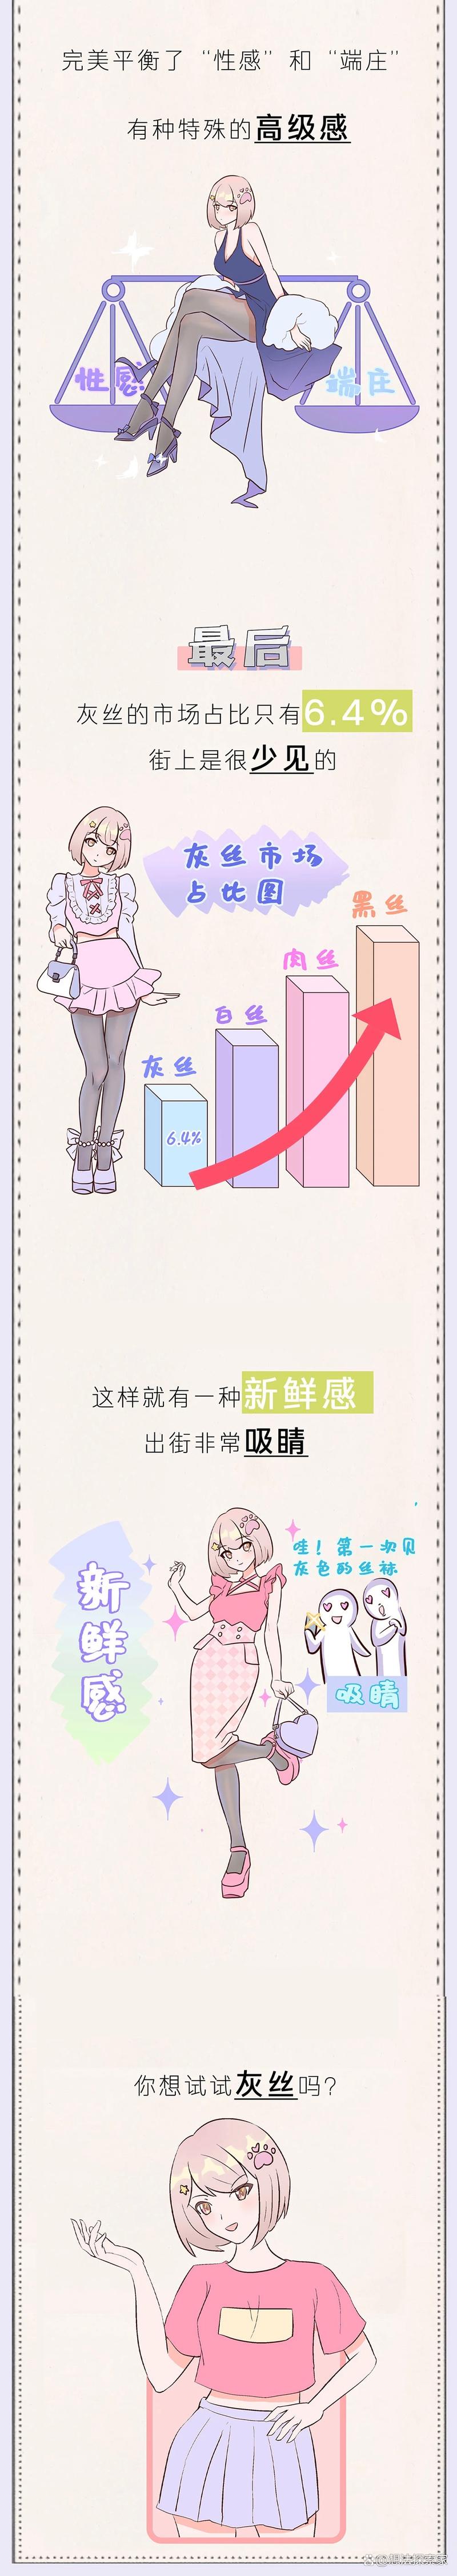 完美平衡了“性感”和“端庄”
有种特殊的高级感
性感
端庄
最后
灰丝的市场占比只有6.4%
街上是很少见的
灰丝市场
占比图
黑丝
肉丝
白丝
灰丝
6.4%
这样就有一种新鲜感
出街非常吸睛
新鲜感
哇！第一次见
灰色的丝袜
吸睛
你想试试灰丝吗？